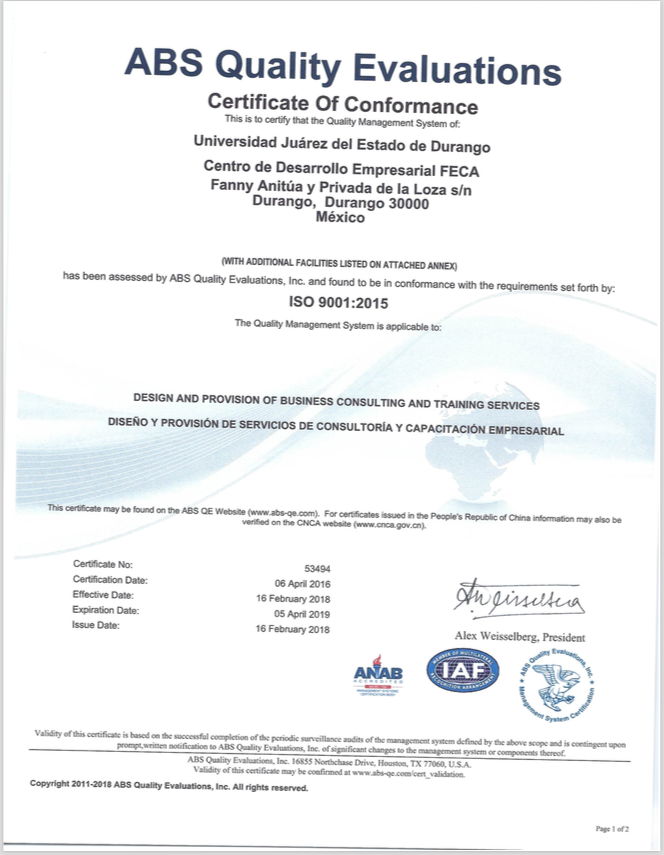 ABS Quality Evaluations
Certificate Of Conformance
This is to certify that the Quality Management System of:
Universidad Juárez del Estado de Durango
Centro de Desarrollo Empresarial FECA
Fanny Anitúa y Privada de la Loza s/n
Durango, Durango 30000
México
(WITH ADDITIONAL FACILITIES LISTED ON ATTACHED ANNEX)
has been assessed by ABS Quality Evaluations, Inc. and found to be in conformance with the requirements set forth by:
ISO 9001:2015
The Quality Management System is applicable to:
DESIGN AND PROVISION OF BUSINESS CONSULTING AND TRAINING SERVICES
DISEÑO Y PROVISIÓN DE SERVICIOS DE CONSULTORÍA Y CAPACITACIÓN EMPRESARIAL
This certificate may be found on the ABS QE Website (www.abs-qe.com). For certificates issued in the People's Republic of China information may also be
verified on the CNCA website (www.cnca.gov.cn).
Certificate No: 53494
Certification Date: 06 April 2016
Effective Date: 16 February 2018
Expiration Date: 05 April 2019
Issue Date: 16 February 2018
Alex Weisselberg, President
ANAB
ACCREDITED
MANAGEMENT SYSTEMS
CERTIFICATION BODY
MEMBER OF MULTILATERAL
IAF
RECOGNITION ARRANGEMENT
ABS Quality Evaluations, Inc.
Management System Certification
Validity of this certificate is based on the successful completion of the periodic surveillance audits of the management system defined by the above scope and is contingent upon
prompt,written notification to ABS Quality Evaluations, Inc. of significant changes to the management system or components thereof.
ABS Quality Evaluations, Inc. 16855 Northchase Drive, Houston, TX 77060, U.S.A.
Validity of this certificate may be confirmed at www.abs-qe.com/cert_validation.
Copyright 2011-2018 ABS Quality Evaluations, Inc. All rights reserved.
Page 1 of 2